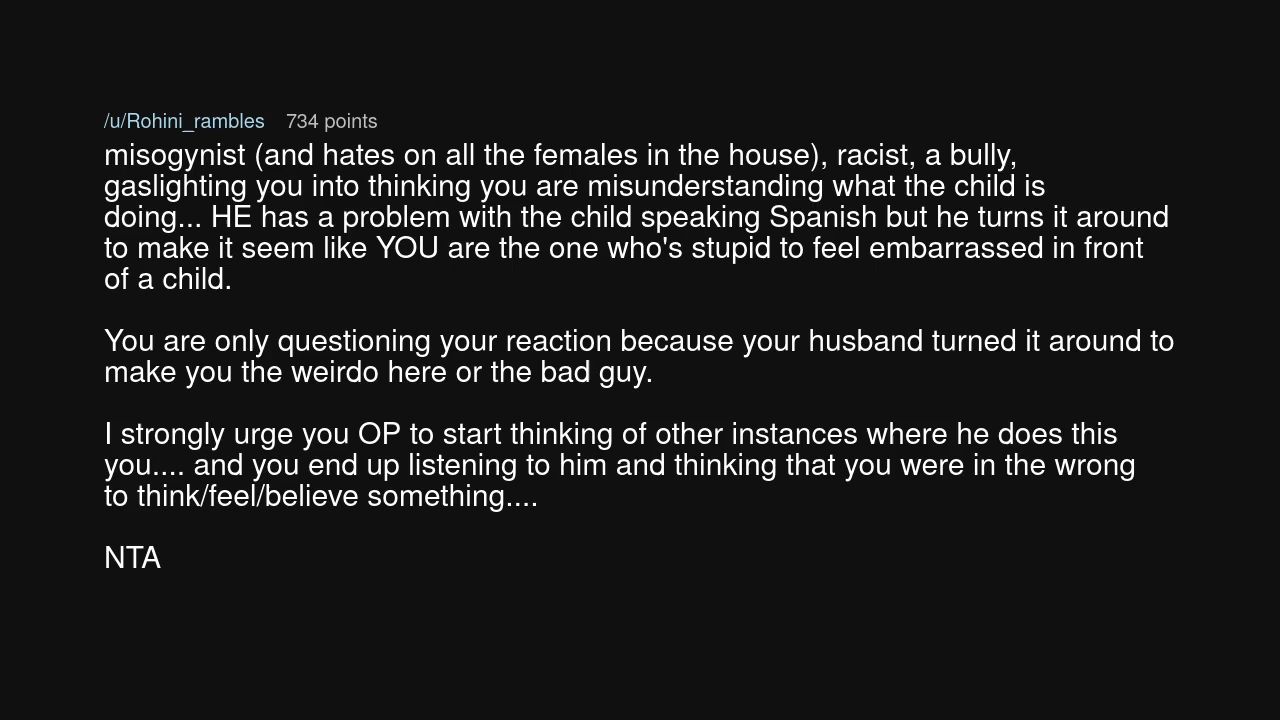 /u/Rohini_rambles 734 points
misogynist (and hates on all the females in the house), racist, a bully,
gaslighting you into thinking you are misunderstanding what the child is
doing... HE has a problem with the child speaking Spanish but he turns it around
to make it seem like YOU are the one who's stupid to feel embarrassed in front
of a child.
You are only questioning your reaction because your husband turned it around to
make you the weirdo here or the bad guy.
I strongly urge you OP to start thinking of other instances where he does this
you.... and you end up listening to him and thinking that you were in the wrong
to think/feel/believe something....
NTA